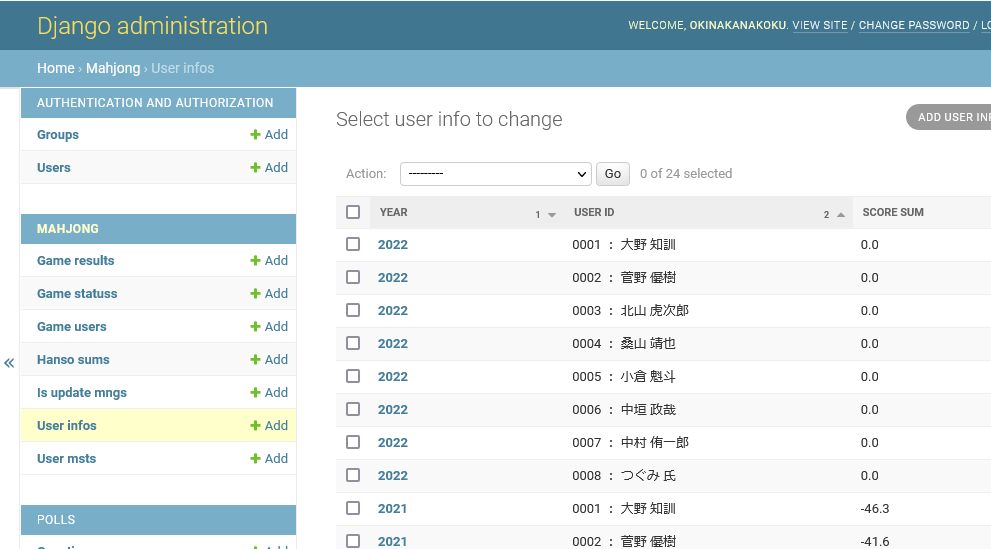 Django administration
WELCOME, OKINAKANAKOKU. VIEW SITE / CHANGE PASSWORD / LO
Home › Mahjong › User infos
AUTHENTICATION AND AUTHORIZATION
Groups + Add
Users + Add
MAHJONG
Game results + Add
Game statuss + Add
Game users + Add
Hanso sums + Add
Is update mngs + Add
User infos + Add
User msts + Add
POLLS
«
Select user info to change
ADD USER INF
Action: --------- Go 0 of 24 selected
YEAR 1 USER ID 2 SCORE SUM
2022 0001 : 大野 知訓 0.0
2022 0002 : 菅野 優樹 0.0
2022 0003 : 北山 虎次郎 0.0
2022 0004 : 桑山 靖也 0.0
2022 0005 : 小倉 魁斗 0.0
2022 0006 : 中垣 政哉 0.0
2022 0007 : 中村 侑一郎 0.0
2022 0008 : つぐみ 氏 0.0
2021 0001 : 大野 知訓 -46.3
2021 0002 : 菅野 優樹 -41.6